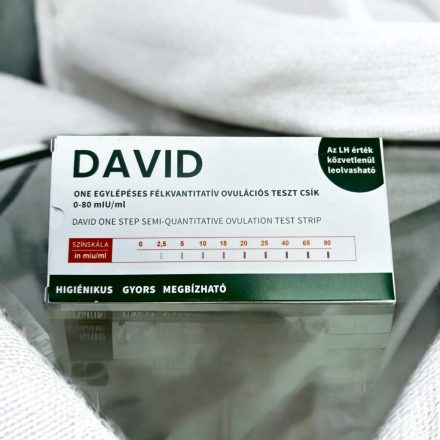 DAVID
Az LH érték
közvetlenül
leolvasható
ONE EGYLÉPÉSES FÉLKVANTITATÍV OVULÁCIÓS TESZT CSÍK
0-80 mIU/ml
DAVID ONE STEP SEMI-QUANTITATIVE OVULATION TEST STRIP
SZÍNSKÁLA
in miu/ml
0 2,5 5 10 15 20 25 40 65 80
HIGIÉNIKUS GYORS MEGBÍZHATÓ